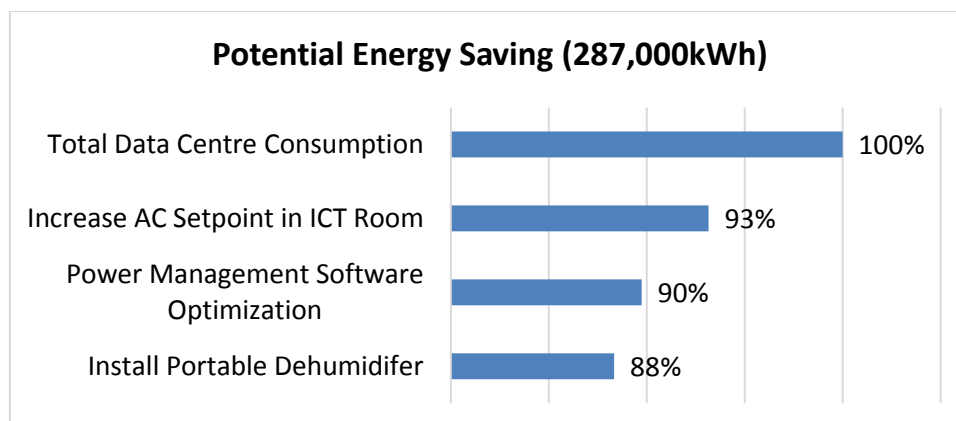 Potential Energy Saving (287,000kWh)
Total Data Centre Consumption
100%
Increase AC Setpoint in ICT Room
93%
Power Management Software
Optimization
90%
Install Portable Dehumidifer
88%